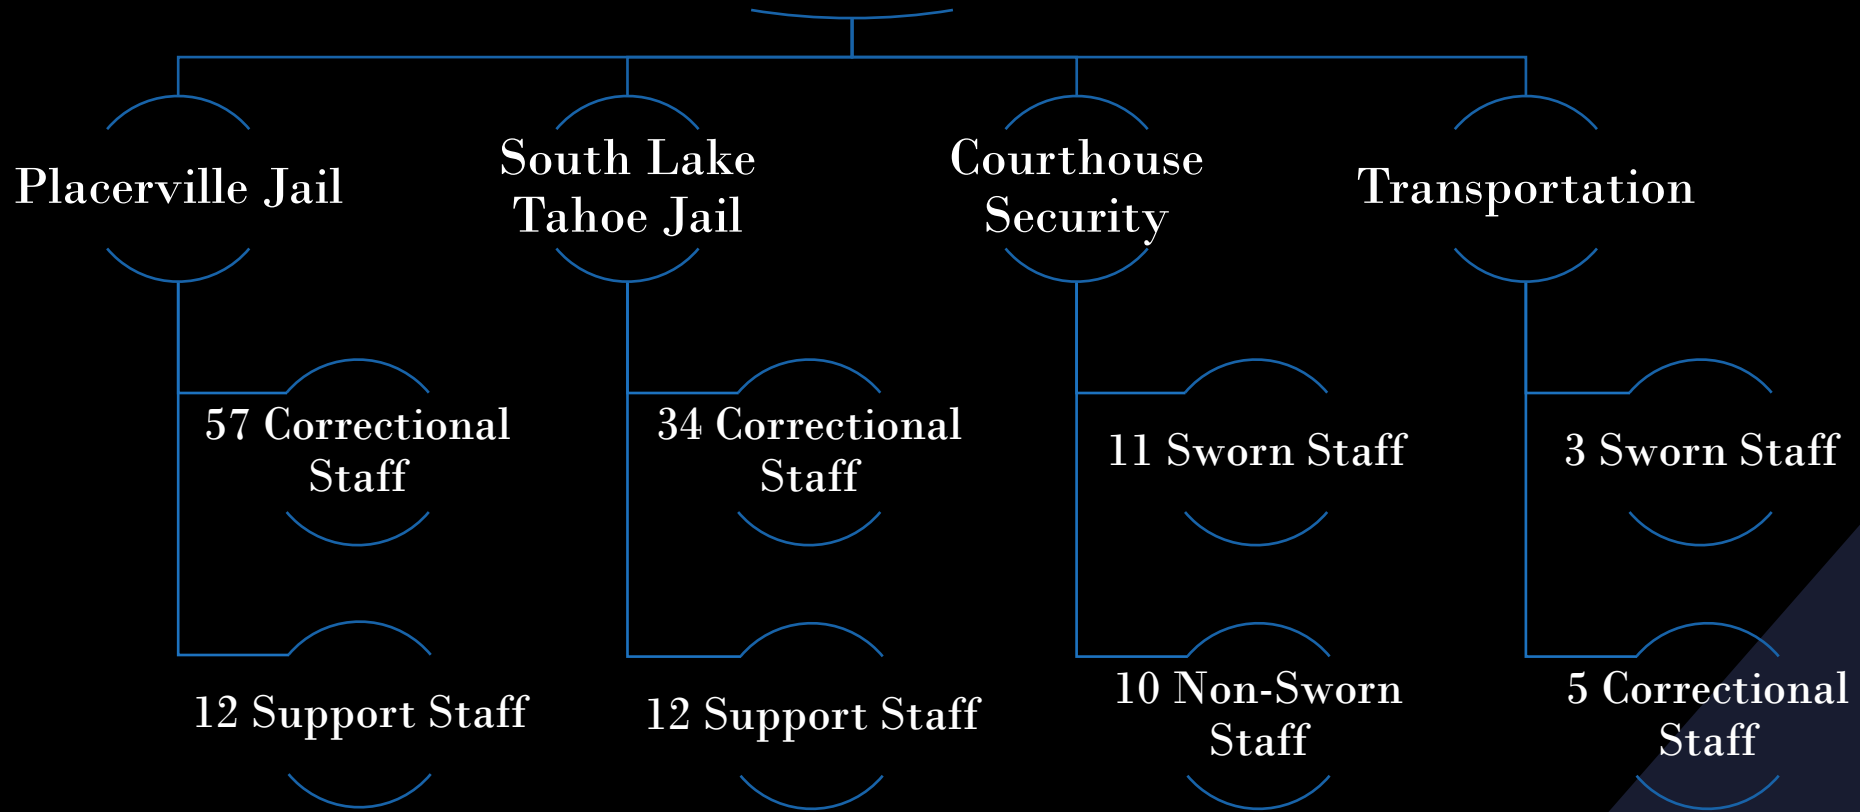 Placerville Jail
South Lake
Tahoe Jail
Courthouse
Security
Transportation
57 Correctional
Staff
34 Correctional
Staff
11 Sworn Staff
3 Sworn Staff
12 Support Staff
12 Support Staff
10 Non-Sworn
Staff
5 Correctional
Staff